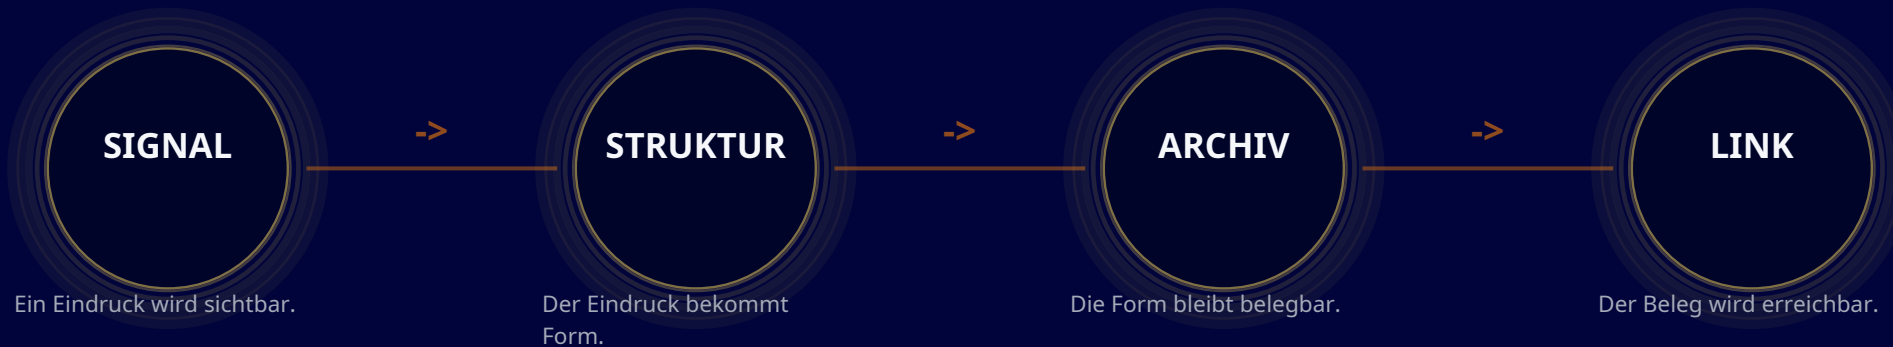 SIGNAL -> STRUKTUR -> ARCHIV -> LINK
Ein Eindruck wird sichtbar.
Der Eindruck bekommt
Form.
Die Form bleibt belegbar.
Der Beleg wird erreichbar.